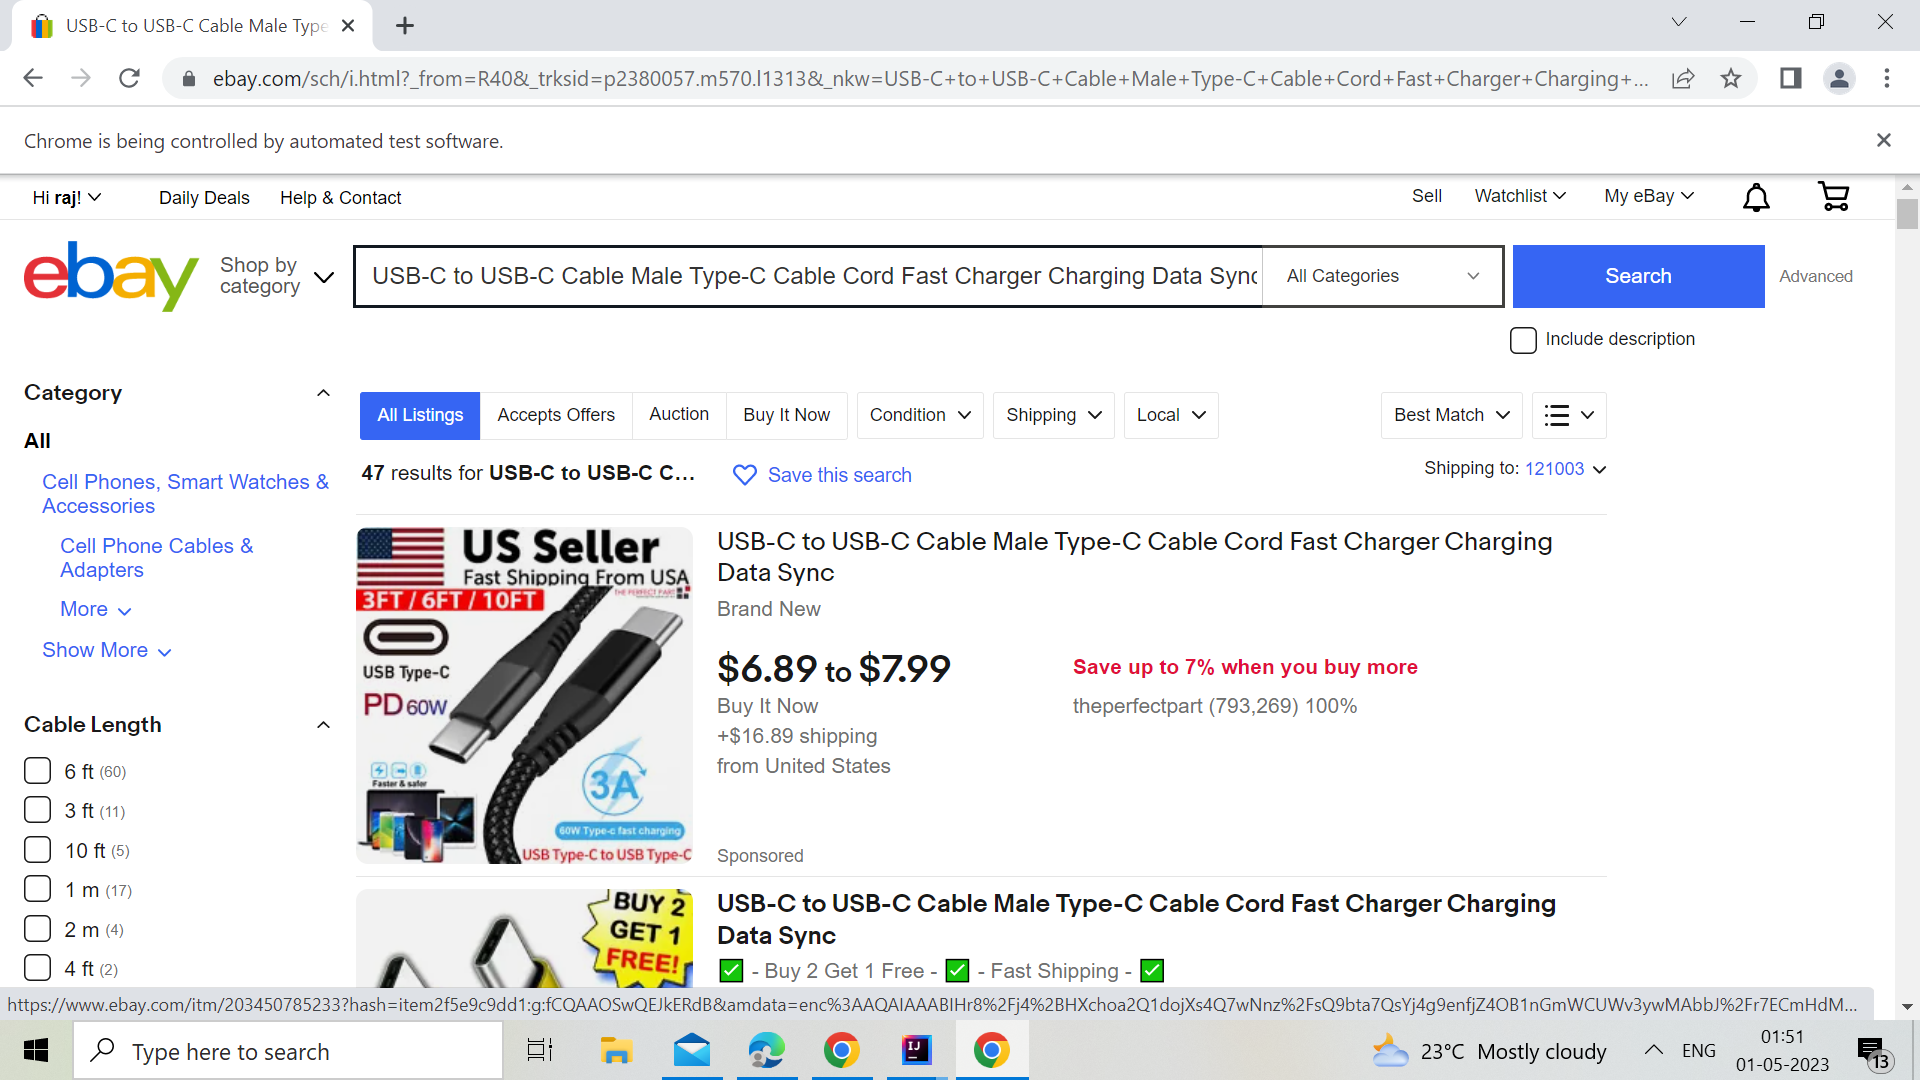 USB-C to USB-C Cable Male Type
ebay.com/sch/i.html?_from=R40&_trksid=p2380057.m570.l1313&_nkw=USB-C+to+USB-C+Cable+Male+Type-C+Cable+Cord+Fast+Charger+Charging+...
Chrome is being controlled by automated test software.
Hi raj!
Daily Deals
Help & Contact
Sell
Watchlist
My eBay
ebay
Shop by category
USB-C to USB-C Cable Male Type-C Cable Cord Fast Charger Charging Data Sync
All Categories
Search
Advanced
Include description
Category
All
Cell Phones, Smart Watches &
Accessories
Cell Phone Cables &
Adapters
More
Show More
Cable Length
6 ft (60)
3 ft (11)
10 ft (5)
1 m (17)
2 m (4)
4 ft (2)
All Listings
Accepts Offers
Auction
Buy It Now
Condition
Shipping
Local
Best Match
47 results for USB-C to USB-C C...
Save this search
Shipping to: 121003
US Seller
Fast Shipping From USA
THE PERFECT PART
3FT / 6FT / 10FT
USB Type-C
PD 60W
Faster & safer
3A
60W Type-c fast charging
USB Type-C to USB Type-C
USB-C to USB-C Cable Male Type-C Cable Cord Fast Charger Charging
Data Sync
Brand New
$6.89 to $7.99
Buy It Now
+$16.89 shipping
from United States
Save up to 7% when you buy more
theperfectpart (793,269) 100%
Sponsored
BUY 2
GET 1
FREE!
USB-C to USB-C Cable Male Type-C Cable Cord Fast Charger Charging
Data Sync
✅ - Buy 2 Get 1 Free - ✅ - Fast Shipping - ✅
https://www.ebay.com/itm/203450785233?hash=item2f5e9c9dd1:g:fCQAAOSwQEJkERdB&amdata=enc%3AAQAIAAABIHr8%2Fj4%2BHXchoa2Q1dojXs4Q7wNnz%2FsQ9bta7QsYj4g9enfjZ4OB1nGmWCUWv3ywMAbbJ%2Fr7ECmHdM...
Type here to search
IJ
23°C Mostly cloudy
ENG
01:51
01-05-2023
13